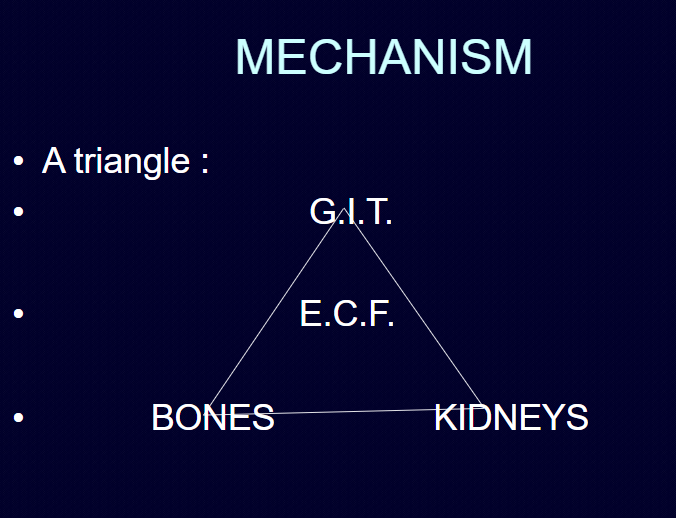 MECHANISM
• A triangle :
• G.I.T.
• E.C.F.
• BONES KIDNEYS